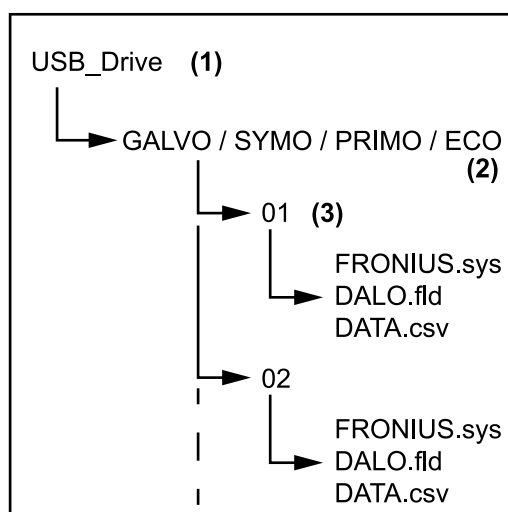 USB_Drive (1)
GALVO / SYMO / PRIMO / ECO
(2)
01 (3)
FRONIUS.sys
DALO.fld
DATA.csv
02
FRONIUS.sys
DALO.fld
DATA.csv